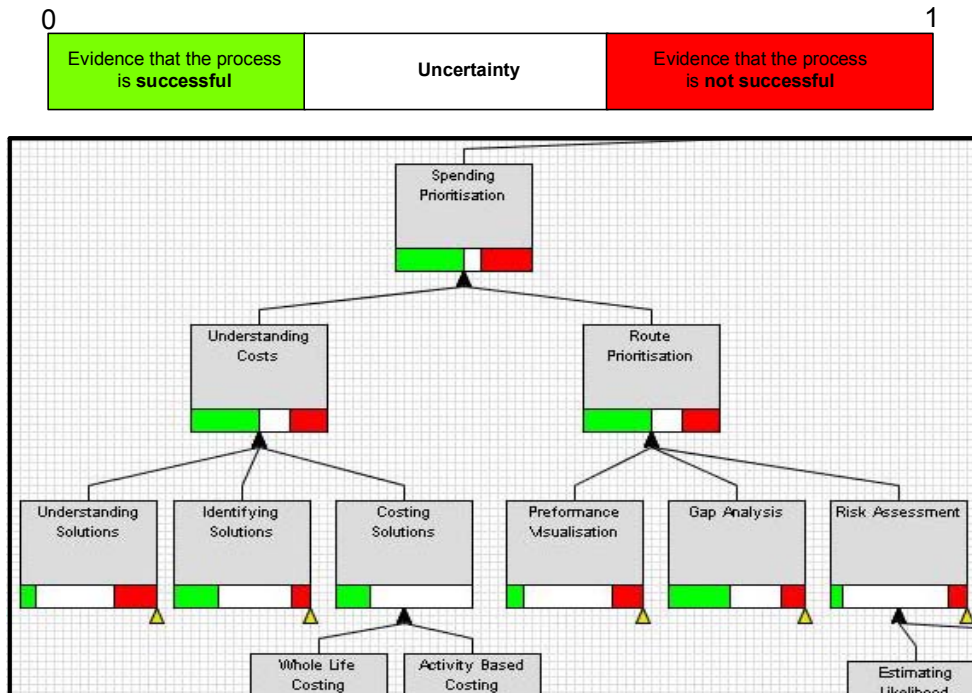 0
1
Evidence that the process
is successful
Uncertainty
Evidence that the process
is not successful
Spending
Prioritisation
Understanding
Costs
Route
Prioritisation
Understanding
Solutions
Identifying
Solutions
Costing
Solutions
Preformance
Visualisation
Gap Analysis
Risk Assessment
Whole Life
Costing
Activity Based
Costing
Estimating
Likelihood